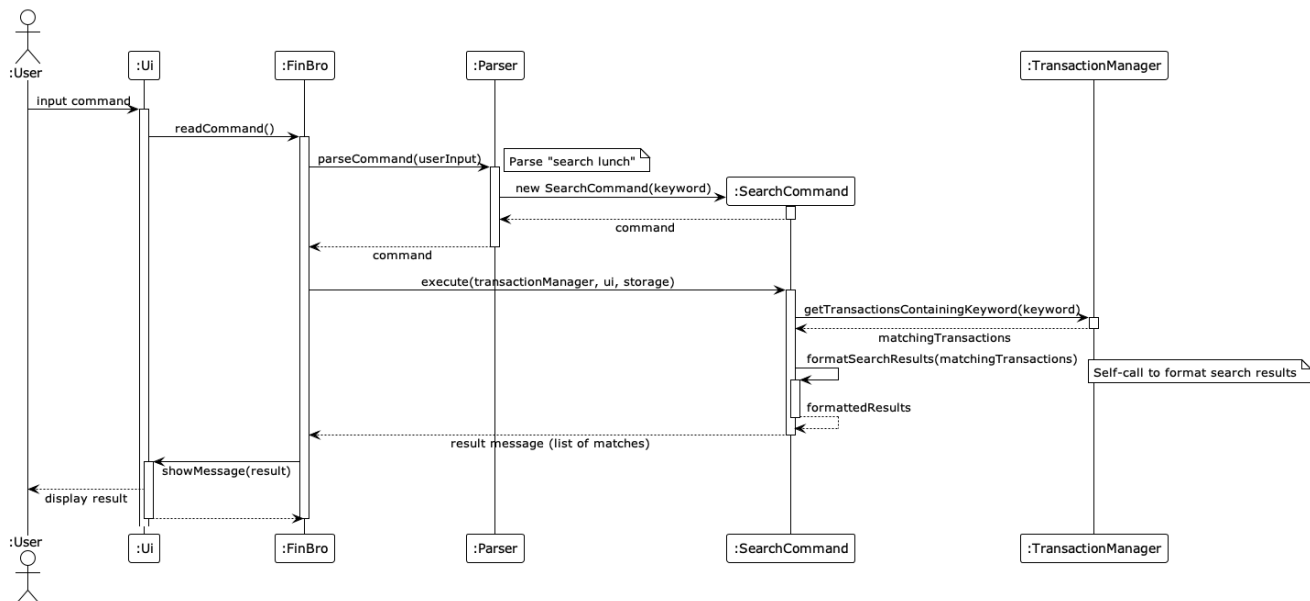 :User
:Ui
:FinBro
:Parser
:TransactionManager
input command
readCommand()
parseCommand(userInput)
Parse "search lunch"
new SearchCommand(keyword)
:SearchCommand
command
command
execute(transactionManager, ui, storage)
getTransactionsContainingKeyword(keyword)
matchingTransactions
formatSearchResults(matchingTransactions)
Self-call to format search results
formattedResults
result message (list of matches)
showMessage(result)
display result
:User
:Ui
:FinBro
:Parser
:SearchCommand
:TransactionManager